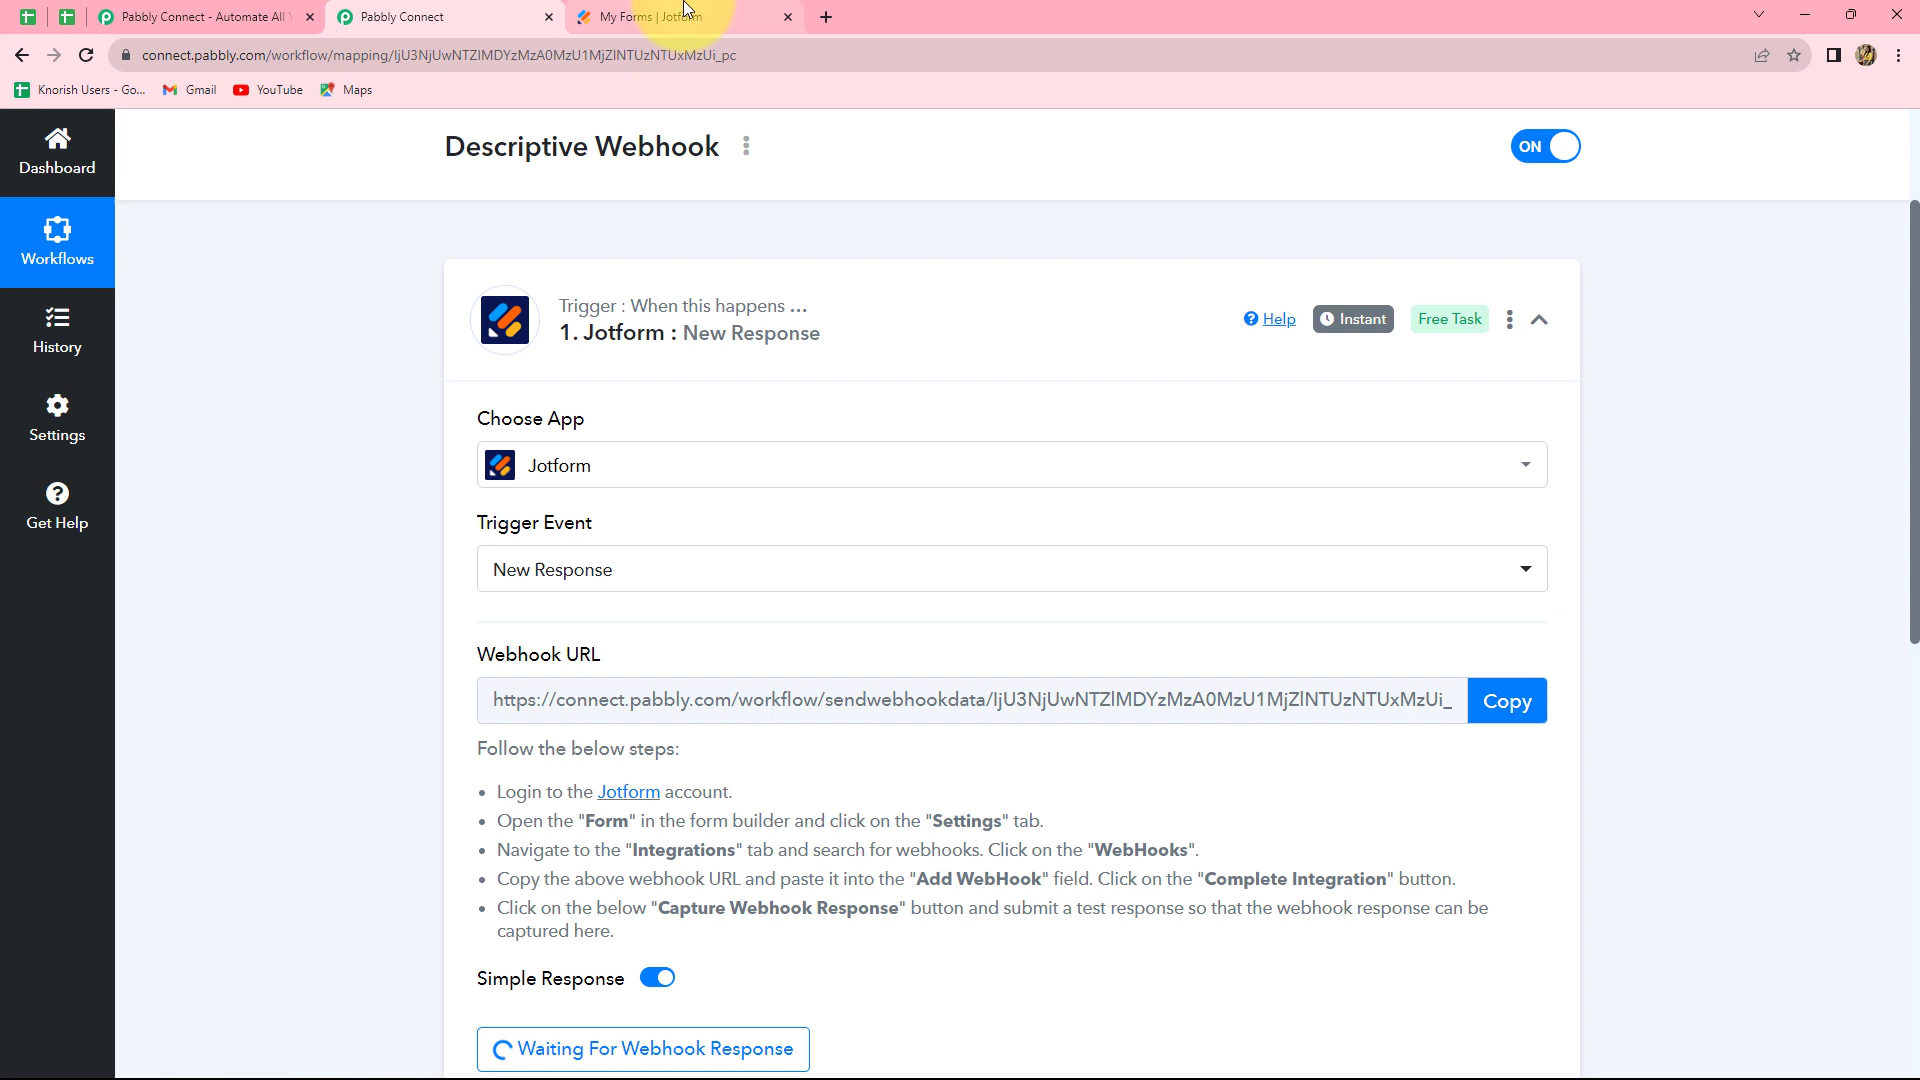 Pabbly Connect - Automate All Y
Pabbly Connect
My Forms | Jotform
connect.pabbly.com/workflow/mapping/IjU3NjUwNTZlMDYzMzA0MzU1MjZlNTUzNTUxMzUi_pc
Knorish Users - Go...
Gmail
YouTube
Maps
Dashboard
Workflows
History
Settings
Get Help
Descriptive Webhook
ON
Trigger : When this happens ...
1. Jotform : New Response
Help
Instant
Free Task
Choose App
Jotform
Trigger Event
New Response
Webhook URL
https://connect.pabbly.com/workflow/sendwebhookdata/IjU3NjUwNTZlMDYzMzA0MzU1MjZlNTUzNTUxMzUi_
Copy
Follow the below steps:
• Login to the Jotform account.
• Open the "Form" in the form builder and click on the "Settings" tab.
• Navigate to the "Integrations" tab and search for webhooks. Click on the "WebHooks".
• Copy the above webhook URL and paste it into the "Add WebHook" field. Click on the "Complete Integration" button.
• Click on the below "Capture Webhook Response" button and submit a test response so that the webhook response can be
captured here.
Simple Response
Waiting For Webhook Response